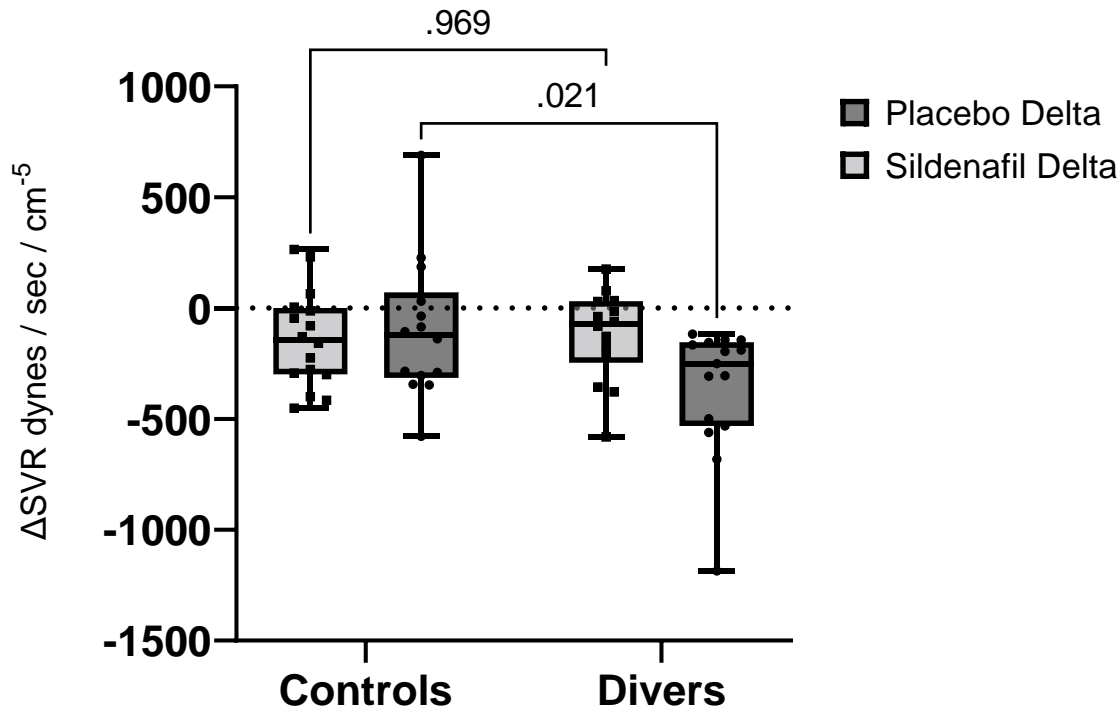 .969
.021
1000
500
0
-500
-1000
-1500
ΔSVR dynes / sec / cm-5
Controls
Divers
Placebo Delta
Sildenafil Delta